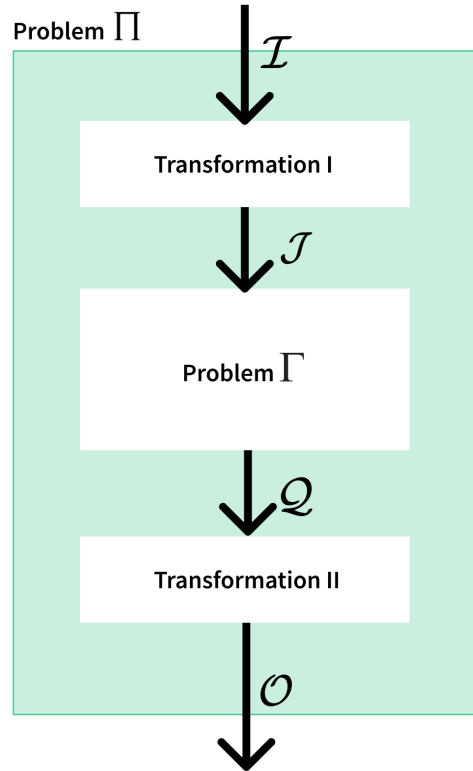 Problem Π
ℐ
Transformation I
𝒥
Problem Γ
𝒬
Transformation II
𝒪